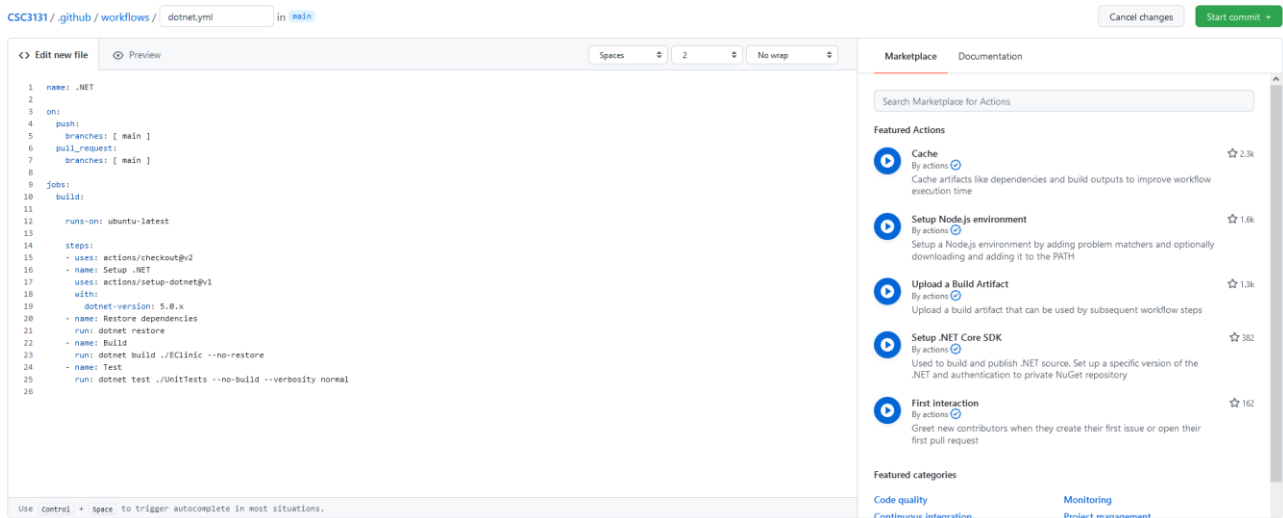 CSC3131 / .github / workflows / dotnet.yml in main
Cancel changes
Start commit
Edit new file
Preview
Spaces
2
No wrap
1 name: .NET
2
3 on:
4 push:
5 branches: [ main ]
6 pull_request:
7 branches: [ main ]
8
9 jobs:
10 build:
11
12 runs-on: ubuntu-latest
13
14 steps:
15 - uses: actions/checkout@v2
16 - name: Setup .NET
17 uses: actions/setup-dotnet@v1
18 with:
19 dotnet-version: 5.0.x
20 - name: Restore dependencies
21 run: dotnet restore
22 - name: Build
23 run: dotnet build ./EClinic --no-restore
24 - name: Test
25 run: dotnet test ./UnitTests --no-build --verbosity normal
26
Use Control + Space to trigger autocomplete in most situations.
Marketplace
Documentation
Search Marketplace for Actions
Featured Actions
Cache
2.3k
By actions
Cache artifacts like dependencies and build outputs to improve workflow
execution time
Setup Node.js environment
1.6k
By actions
Setup a Node.js environment by adding problem matchers and optionally
downloading and adding it to the PATH
Upload a Build Artifact
1.3k
By actions
Upload a build artifact that can be used by subsequent workflow steps
Setup .NET Core SDK
382
By actions
Used to build and publish .NET source. Set up a specific version of the
.NET and authentication to private NuGet repository
First interaction
162
By actions
Greet new contributors when they create their first issue or open their
first pull request
Featured categories
Code quality
Monitoring
Continuous integration
Project management